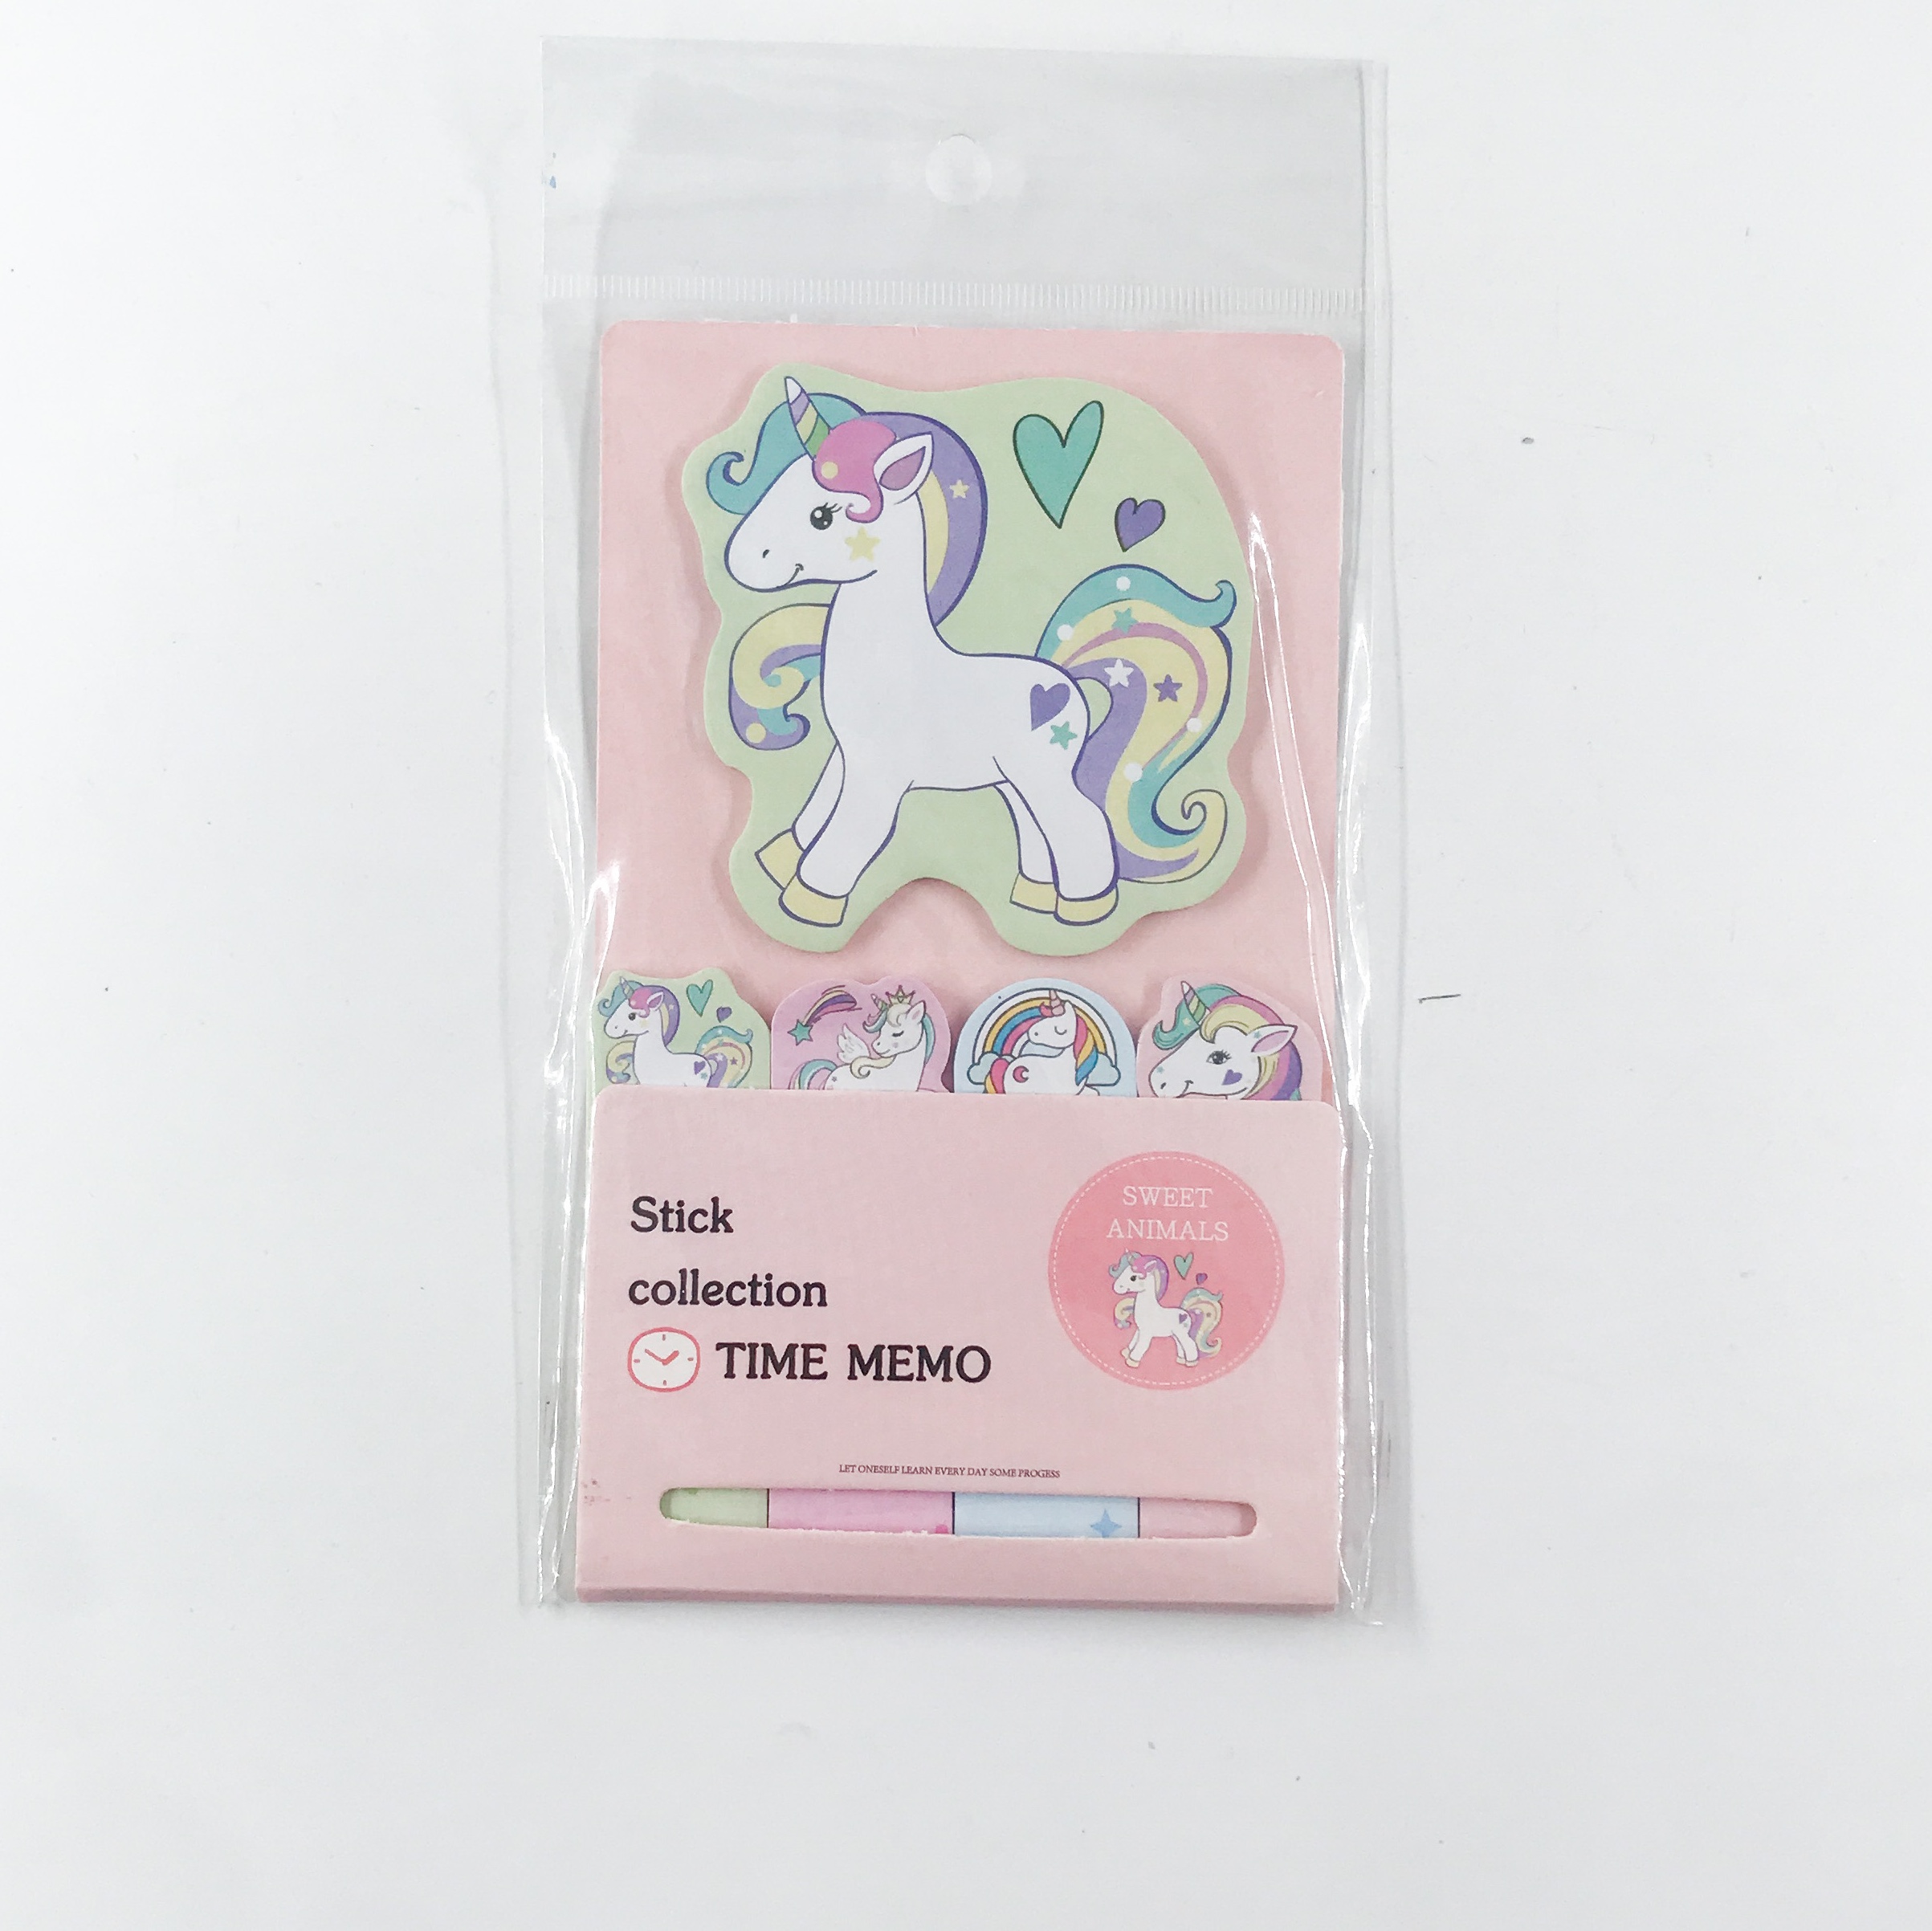 Stick
collection
TIME MEMO
SWEET
ANIMALS
LET ONESELF LEARN EVERY DAY SOME PROGESS